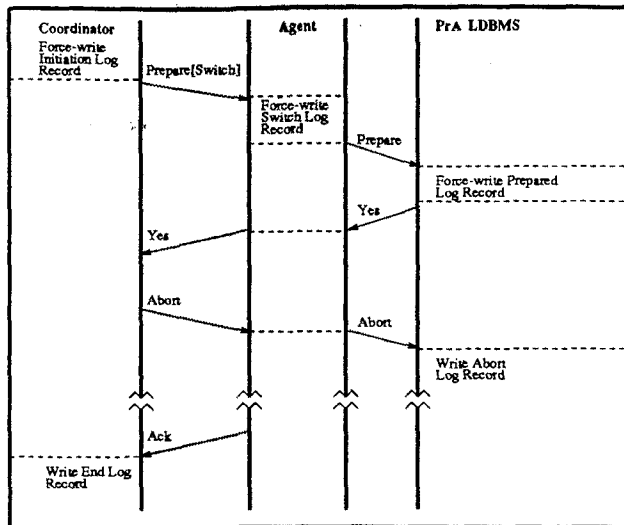 Coordinator
Agent
PrA LDBMS
Force-write
Initiation Log
Record
Prepare[Switch]
Force-write
Switch Log
Record
Prepare
Force-write Prepared
Log Record
Yes
Yes
Abort
Abort
Write Abort
Log Record
Ack
Write End Log
Record